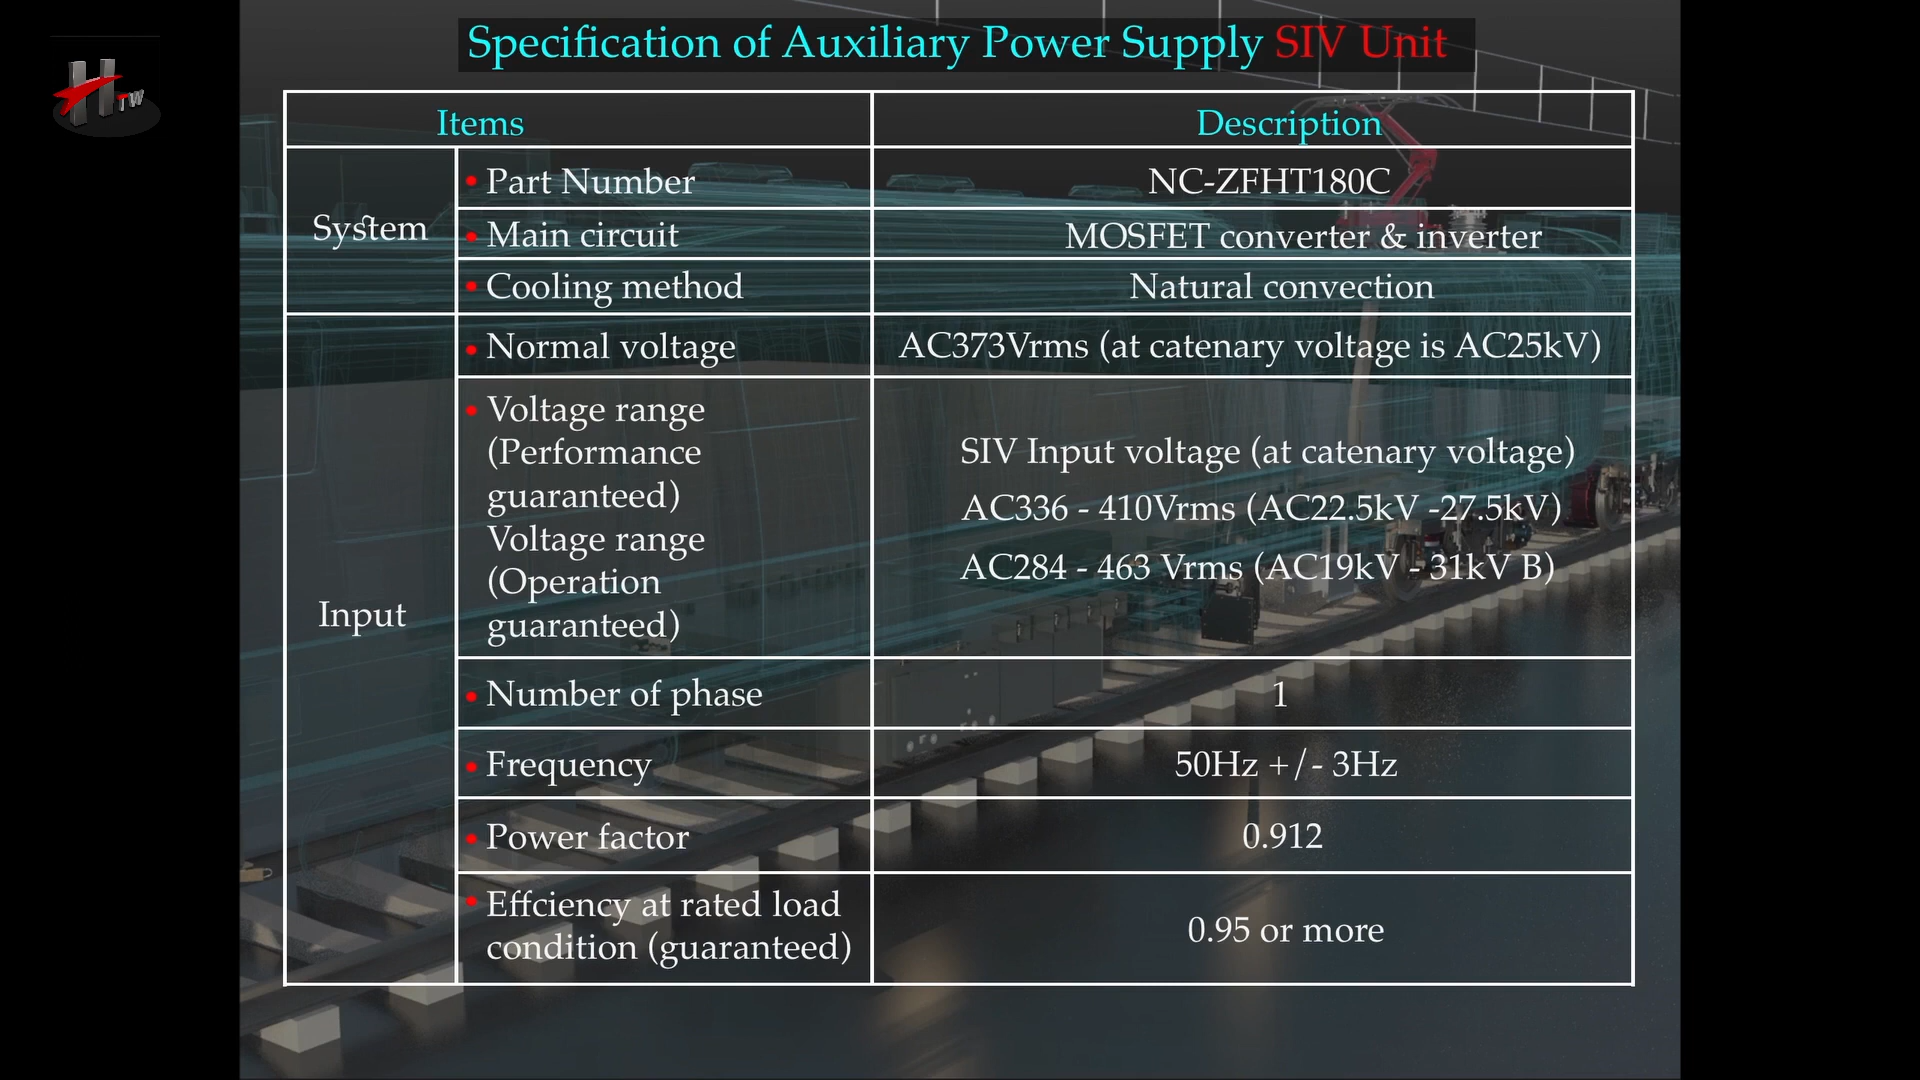 Specification of Auxiliary Power Supply SIV Unit
H TW
Items
Description
System
• Part Number
NC-ZFHT180C
• Main circuit
MOSFET converter & inverter
• Cooling method
Natural convection
Input
• Normal voltage
AC373Vrms (at catenary voltage is AC25kV)
• Voltage range
(Performance
guaranteed)
Voltage range
(Operation
guaranteed)
SIV Input voltage (at catenary voltage)
AC336 - 410Vrms (AC22.5kV -27.5kV)
AC284 - 463 Vrms (AC19kV - 31kV B)
• Number of phase
1
• Frequency
50Hz +/- 3Hz
• Power factor
0.912
• Effciency at rated load
condition (guaranteed)
0.95 or more